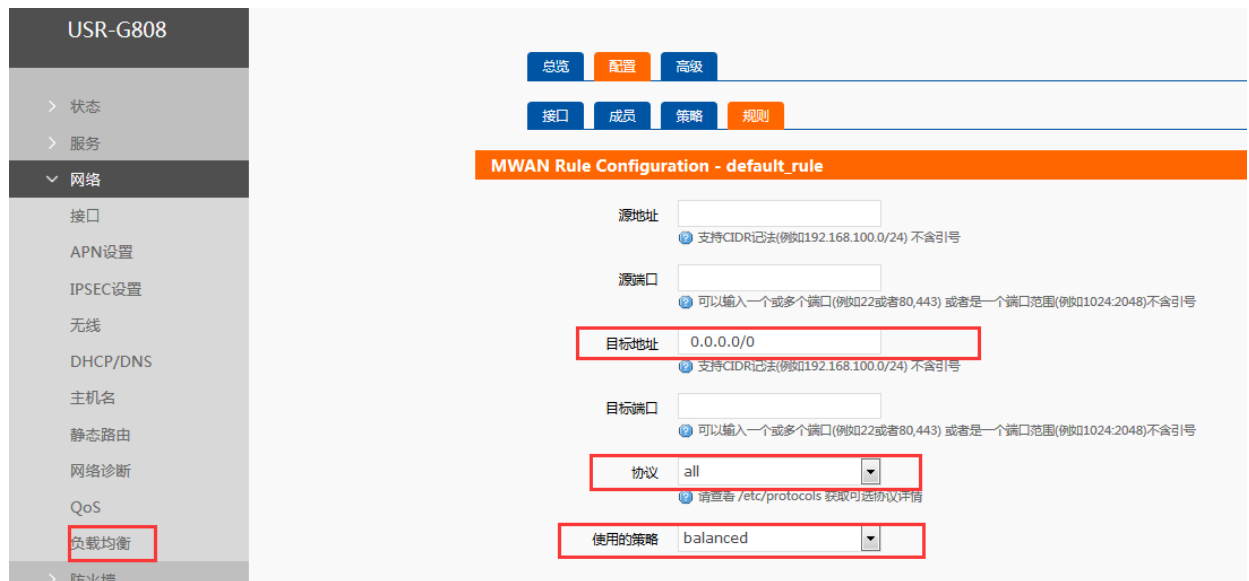 USR-G808
状态
服务
网络
接口
APN设置
IPSEC设置
无线
DHCP/DNS
主机名
静态路由
网络诊断
QoS
负载均衡
防火墙
总览 配置 高级
接口 成员 策略 规则
MWAN Rule Configuration - default_rule
源地址
支持CIDR记法(例如192.168.100.0/24) 不含引号
源端口
可以输入一个或多个端口(例如22或者80,443) 或者是一个端口范围(例如1024:2048)不含引号
目标地址 0.0.0.0/0
支持CIDR记法(例如192.168.100.0/24) 不含引号
目标端口
可以输入一个或多个端口(例如22或者80,443) 或者是一个端口范围(例如1024:2048)不含引号
协议 all
请查看 /etc/protocols 获取可选协议详情
使用的策略 balanced